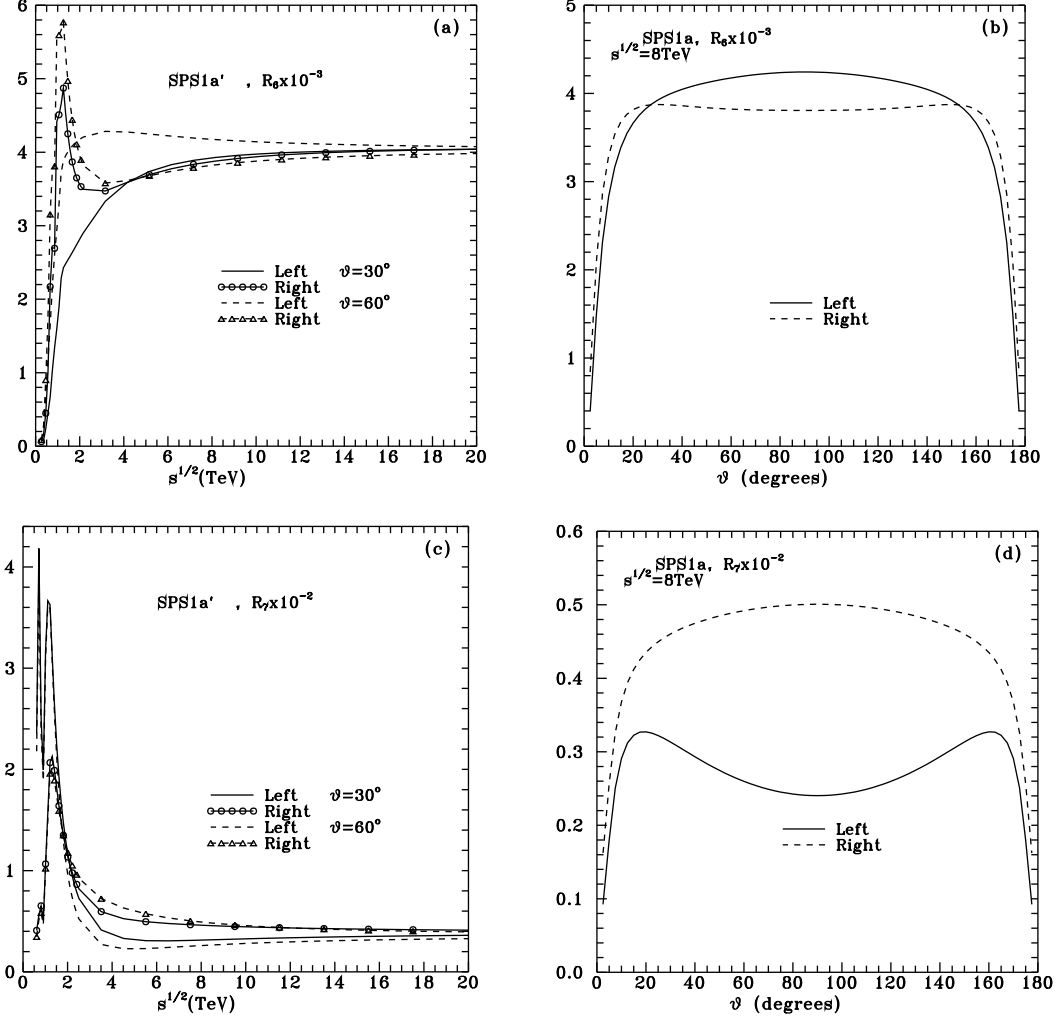 (a)
SPS1a' , R₆x10⁻³
6
5
4
3
2
1
0
Left ϑ=30°
Right
Left ϑ=60°
Right
0 2 4 6 8 10 12 14 16 18 20
s^1/2(TeV)
(b)
SPS1a, R₆x10⁻³
s^1/2=8TeV
5
4
3
2
1
0
Left
Right
0 20 40 60 80 100 120 140 160 180
ϑ (degrees)
(c)
SPS1a' , R₇x10⁻²
4
3
2
1
0
Left ϑ=30°
Right
Left ϑ=60°
Right
0 2 4 6 8 10 12 14 16 18 20
s^1/2(TeV)
(d)
SPS1a, R₇x10⁻²
s^1/2=8TeV
0.6
0.5
0.4
0.3
0.2
0.1
0.0
Left
Right
0 20 40 60 80 100 120 140 160 180
ϑ (degrees)